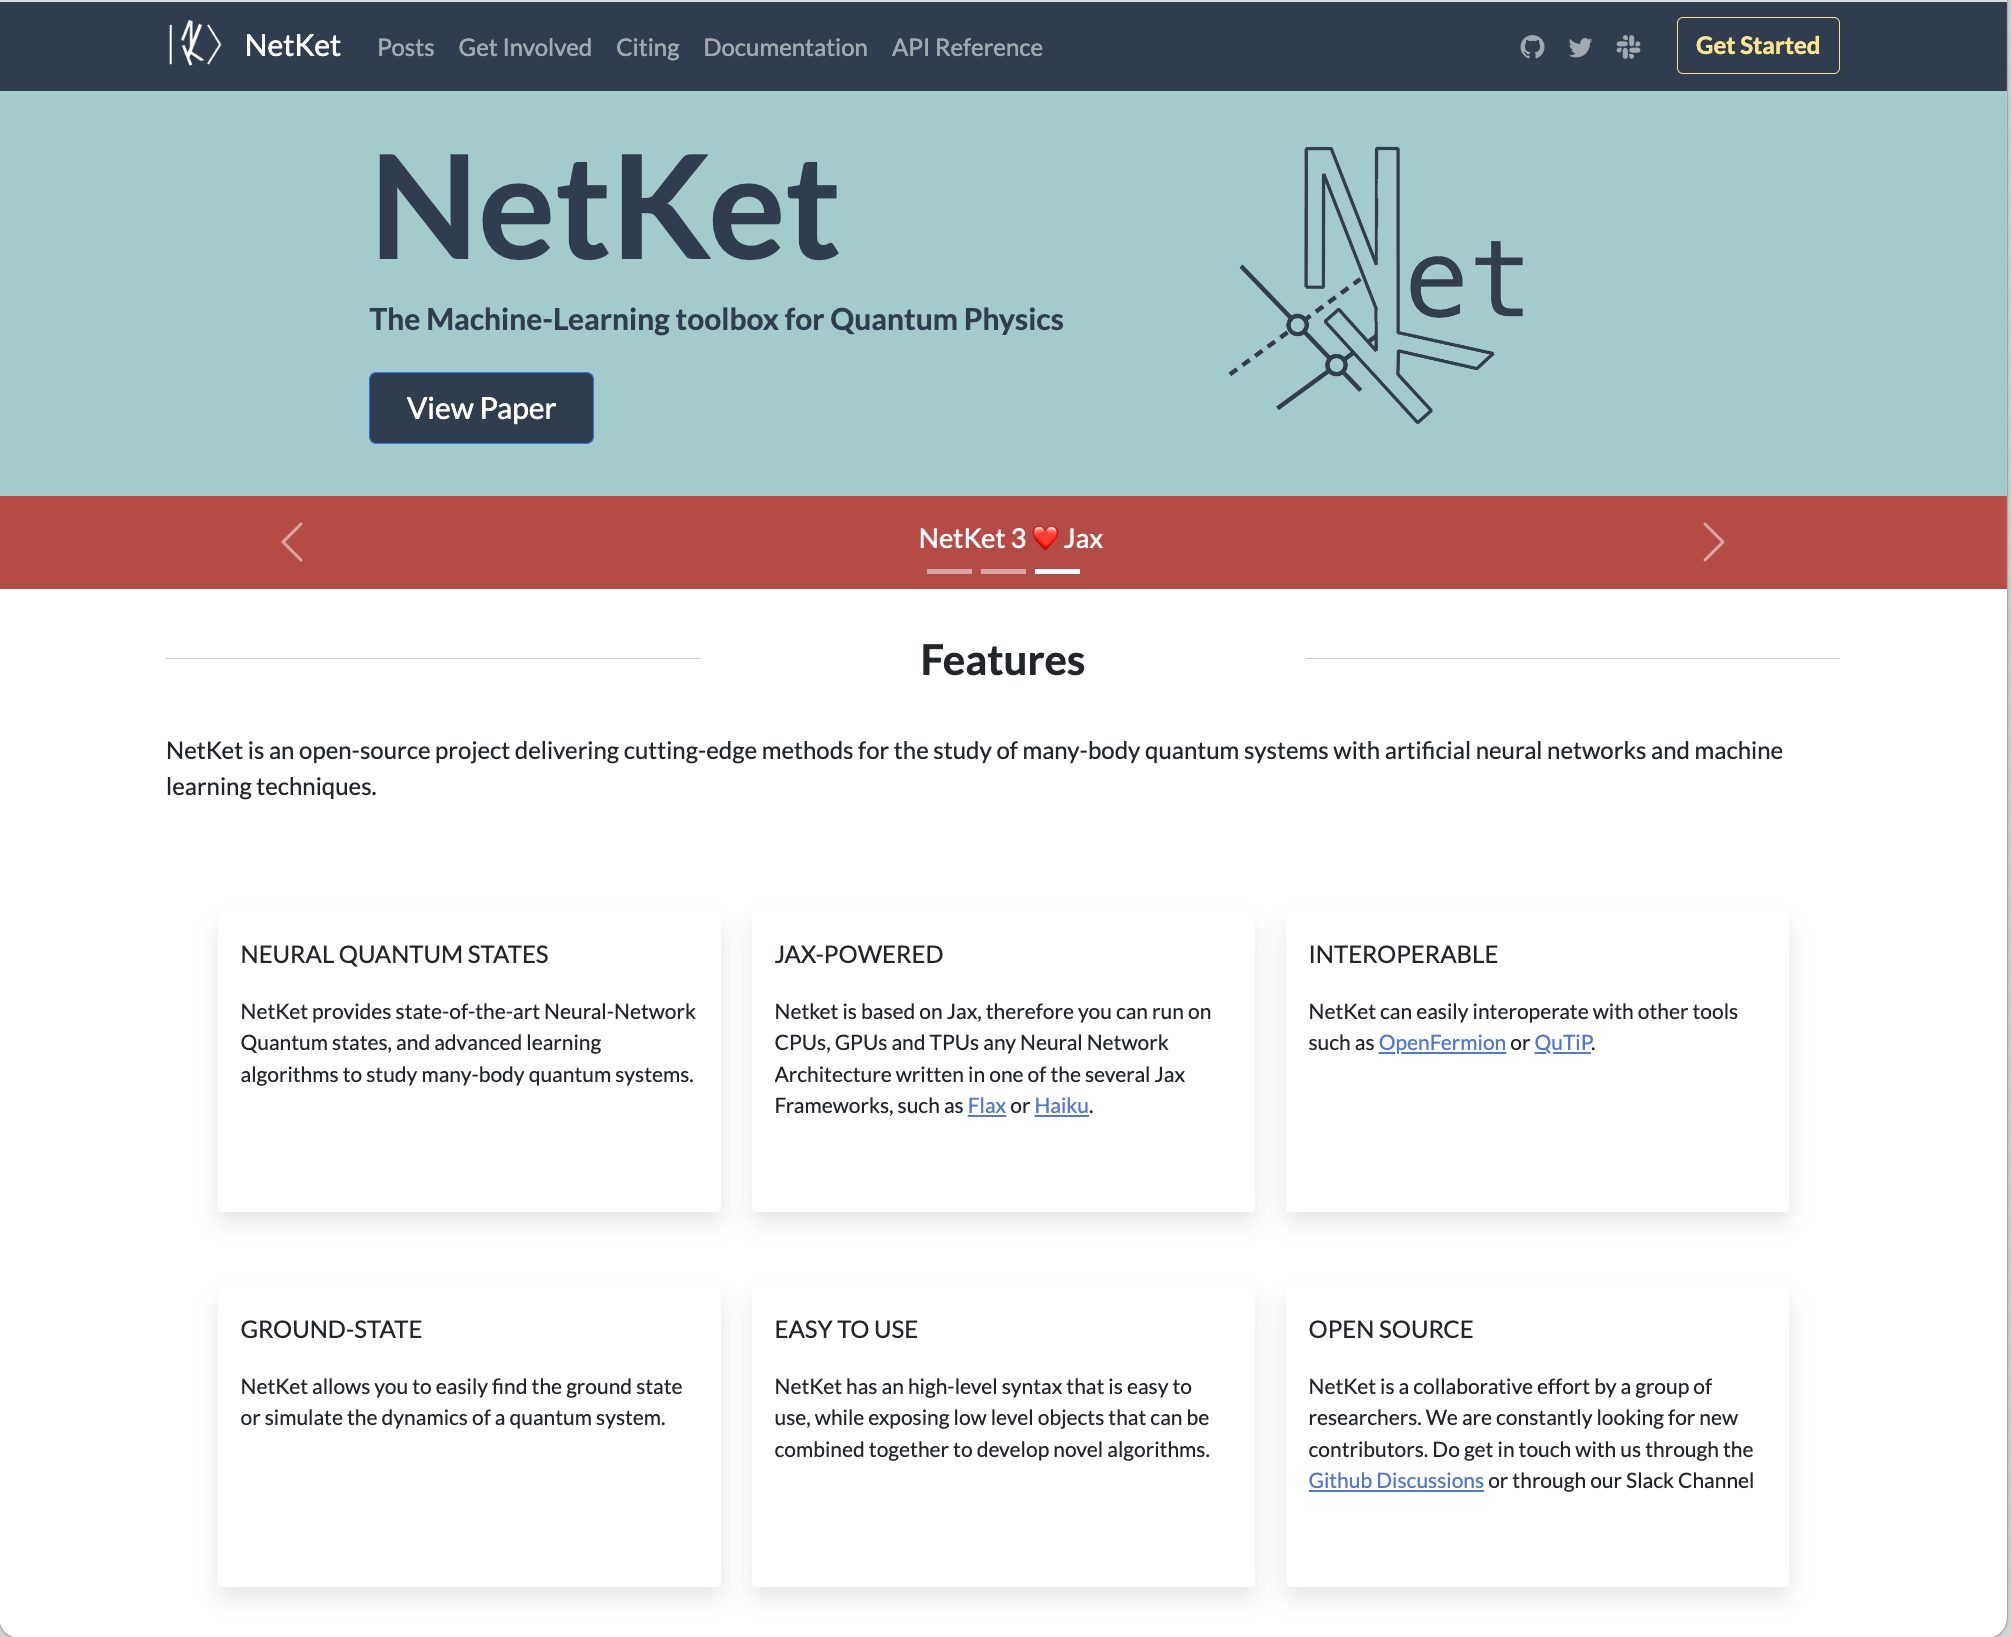 NetKet Posts Get Involved Citing Documentation API Reference Get Started
NetKet
Net
The Machine-Learning toolbox for Quantum Physics
View Paper
NetKet 3 ❤️ Jax
Features
NetKet is an open-source project delivering cutting-edge methods for the study of many-body quantum systems with artificial neural networks and machine
learning techniques.
NEURAL QUANTUM STATES
NetKet provides state-of-the-art Neural-Network
Quantum states, and advanced learning
algorithms to study many-body quantum systems.
JAX-POWERED
Netket is based on Jax, therefore you can run on
CPUs, GPUs and TPUs any Neural Network
Architecture written in one of the several Jax
Frameworks, such as Flax or Haiku.
INTEROPERABLE
NetKet can easily interoperate with other tools
such as OpenFermion or QuTiP.
GROUND-STATE
NetKet allows you to easily find the ground state
or simulate the dynamics of a quantum system.
EASY TO USE
NetKet has an high-level syntax that is easy to
use, while exposing low level objects that can be
combined together to develop novel algorithms.
OPEN SOURCE
NetKet is a collaborative effort by a group of
researchers. We are constantly looking for new
contributors. Do get in touch with us through the
Github Discussions or through our Slack Channel